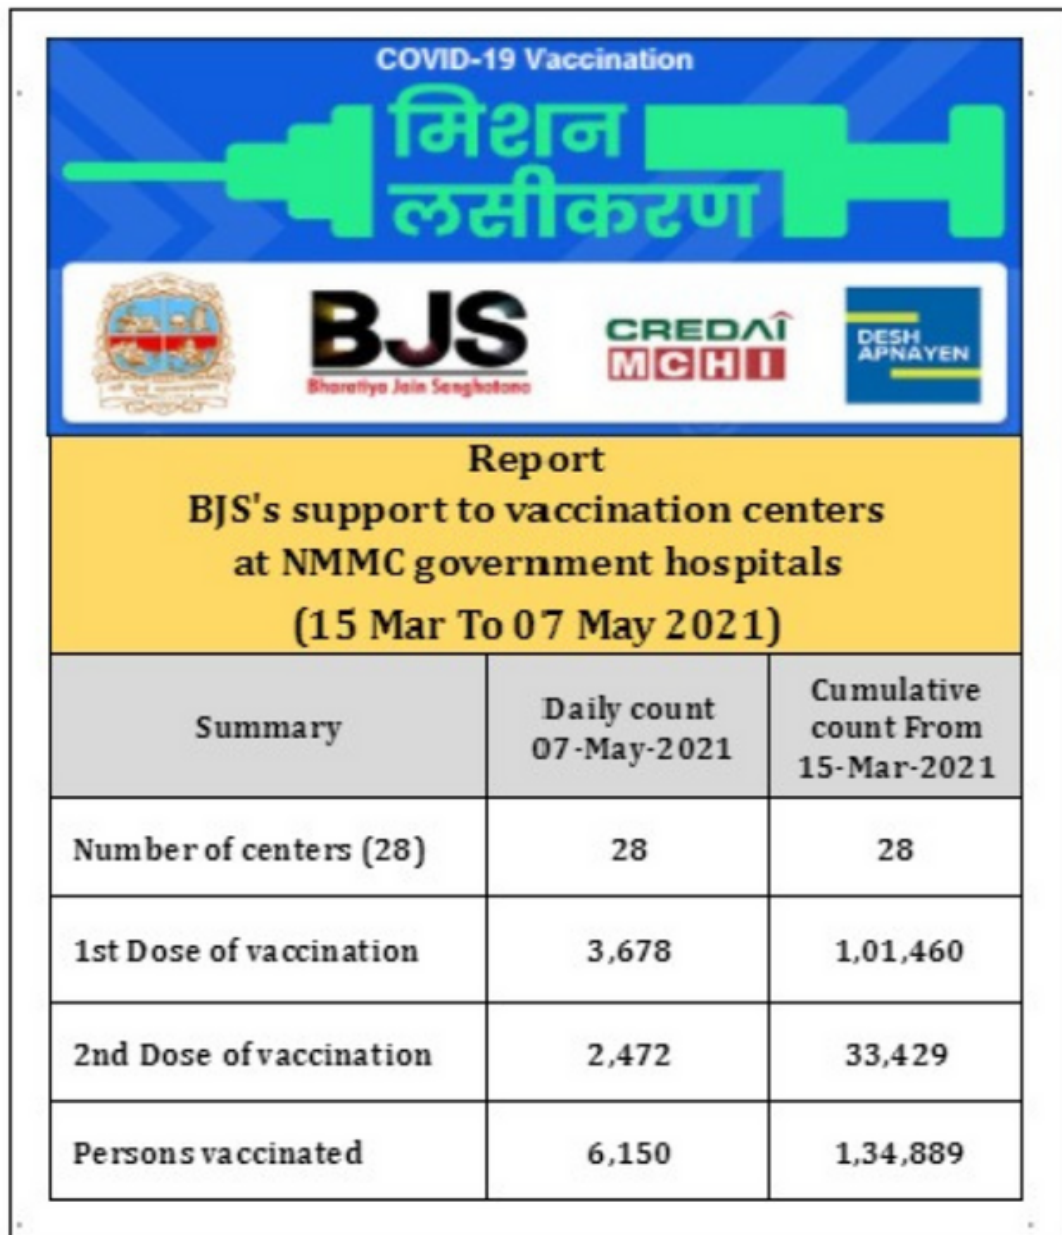 COVID-19 Vaccination
मिशन
लसीकरण
BJS
Bharatiya Jain Sanghatana
CREDAI
MCHI
DESH
APNAYEN
Report
BJS's support to vaccination centers
at NMMC government hospitals
(15 Mar To 07 May 2021)
Summary
Daily count
07-May-2021
Cumulative
count From
15-Mar-2021
Number of centers (28) 28 28
1st Dose of vaccination 3,678 1,01,460
2nd Dose of vaccination 2,472 33,429
Persons vaccinated 6,150 1,34,889